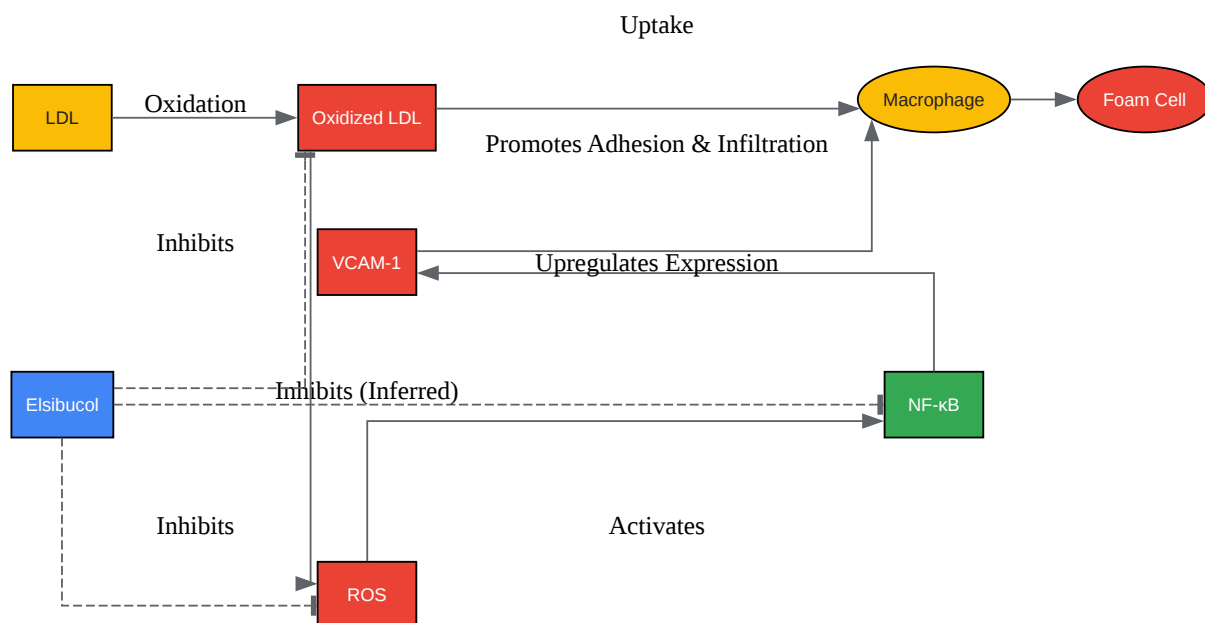 Uptake
LDL
Oxidation
Oxidized LDL
Macrophage
Foam Cell
Promotes Adhesion & Infiltration
Inhibits
VCAM-1
Upregulates Expression
Elsibucol
Inhibits (Inferred)
NF-κB
Inhibits
Activates
ROS